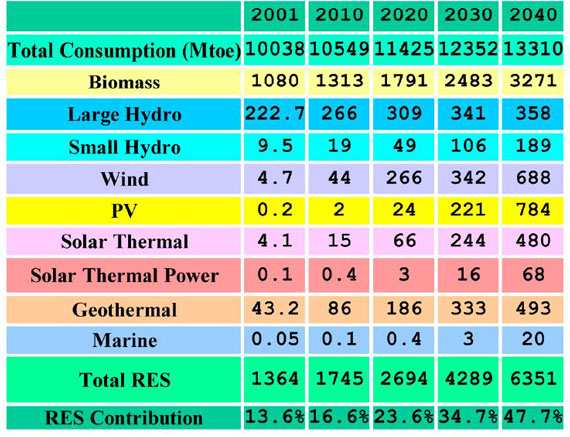 2001 2010 2020 2030 2040
Total Consumption (Mtoe) 10038 10549 11425 12352 13310
Biomass 1080 1313 1791 2483 3271
Large Hydro 222.7 266 309 341 358
Small Hydro 9.5 19 49 106 189
Wind 4.7 44 266 342 688
PV 0.2 2 24 221 784
Solar Thermal 4.1 15 66 244 480
Solar Thermal Power 0.1 0.4 3 16 68
Geothermal 43.2 86 186 333 493
Marine 0.05 0.1 0.4 3 20
Total RES 1364 1745 2694 4289 6351
RES Contribution 13.6% 16.6% 23.6% 34.7% 47.7%